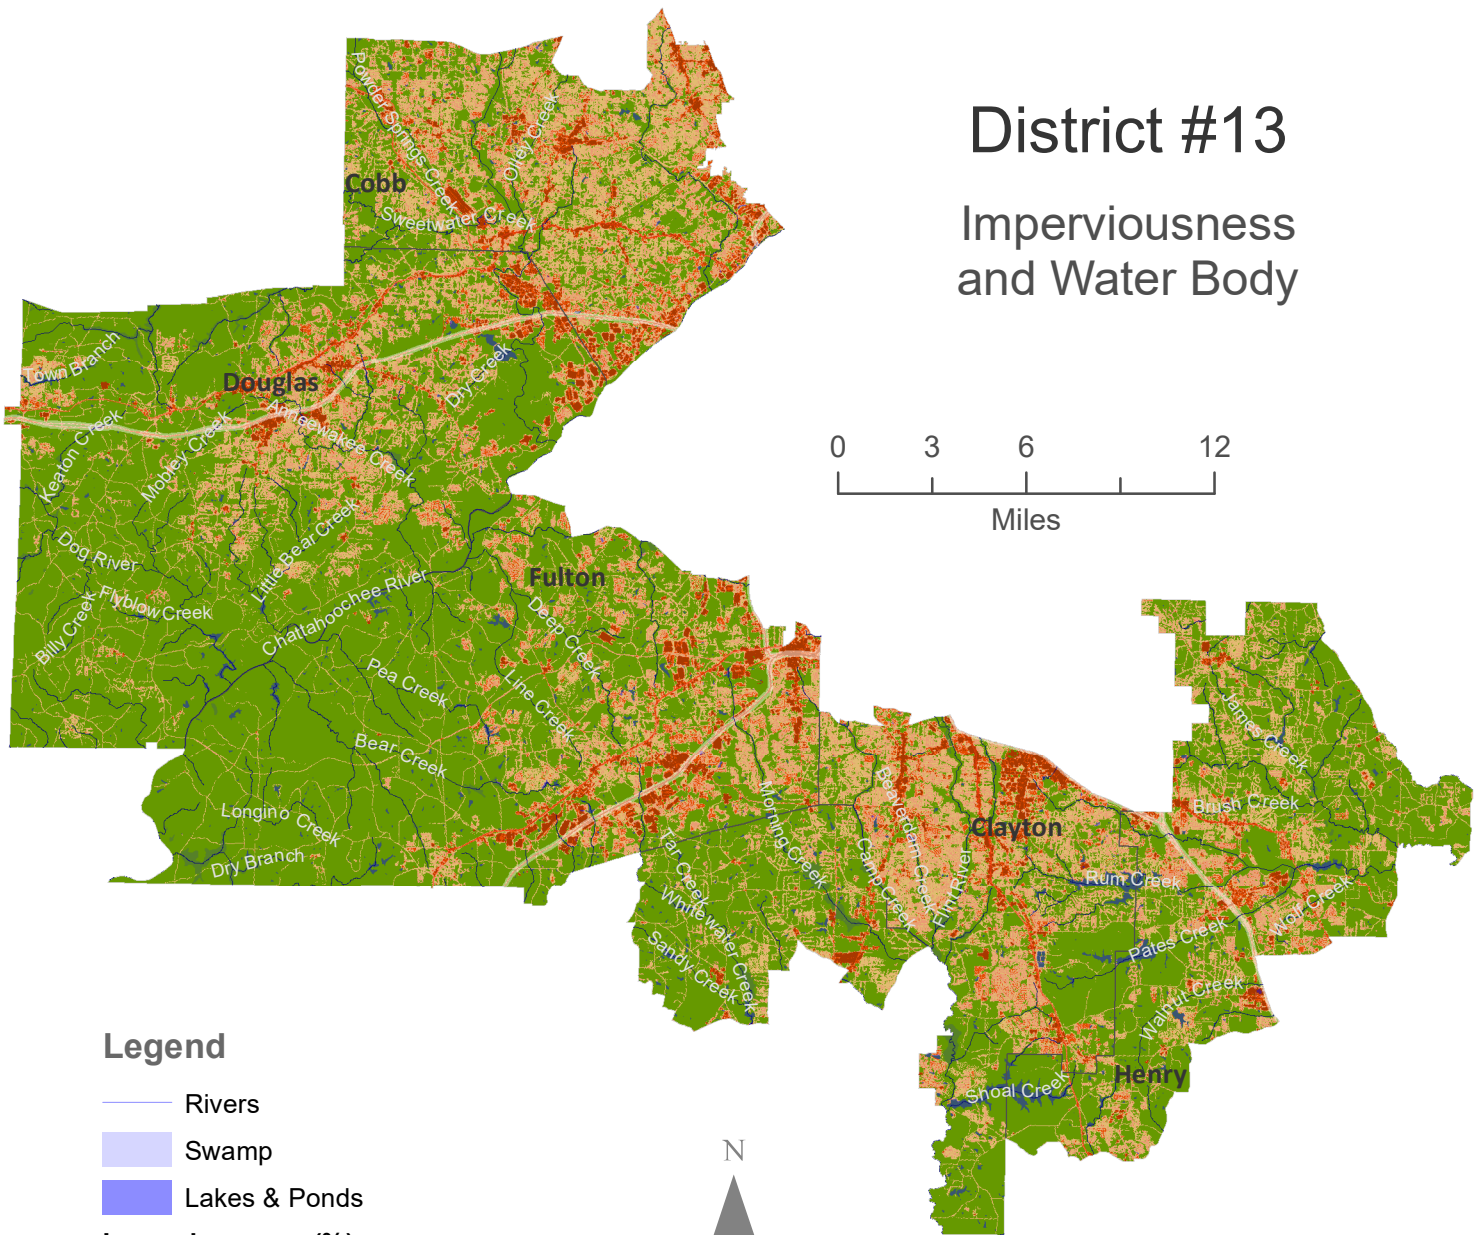 District #13
Imperviousness
and Water Body
Powder Springs Creek
Olley Creek
Cobb
Sweetwater Creek
Town Branch
Douglas
Dry Creek
Anneewakee Creek
Keaton Creek
Mobley Creek
0 3 6 12
Miles
Little Bear Creek
Dog River
Fulton
Flyblow Creek
Chattahoochee River
Billy Creek
Deep Creek
Pea Creek
Line Creek
James Creek
Bear Creek
Morning Creek
Beaverdam Creek
Brush Creek
Longino Creek
Clayton
Dry Branch
Tar Creek
Camp Creek
Flint River
Rum Creek
Whitewater Creek
Wolf Creek
Pates Creek
Sandy Creek
Walnut Creek
Henry
Shoal Creek
Legend
Rivers
Swamp
Lakes & Ponds
N